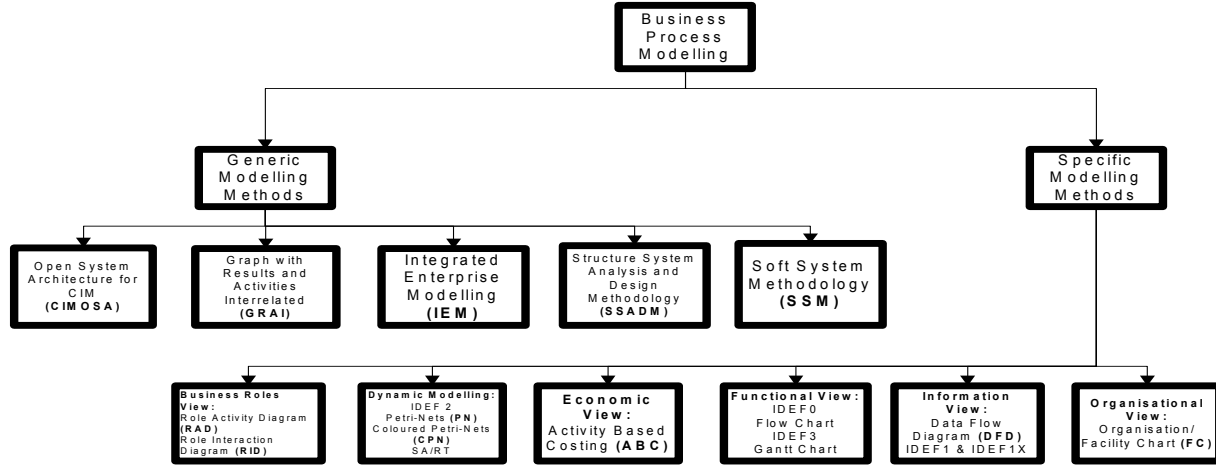 Business
Process
Modelling
Generic
Modelling
Methods
Specific
Modelling
Methods
Open System
Architecture for
CIM
(CIMOSA)
Graph with
Results and
Activities
Interrelated
(GRAI)
Integrated
Enterprise
Modelling
(IEM)
Structure System
Analysis and
Design
Methodology
(SSADM)
Soft System
Methodology
(SSM)
Business Roles
View:
Role Activity Diagram
(RAD)
Role Interaction
Diagram (RID)
Dynamic Modelling:
IDEF 2
Petri-Nets (PN)
Coloured Petri-Nets
(CPN)
SA/RT
Economic
View:
Activity Based
Costing (ABC)
Functional View:
IDEF0
Flow Chart
IDEF3
Gantt Chart
Information
View:
Data Flow
Diagram (DFD)
IDEF1 & IDEF1X
Organisational
View:
Organisation/
Facility Chart (FC)